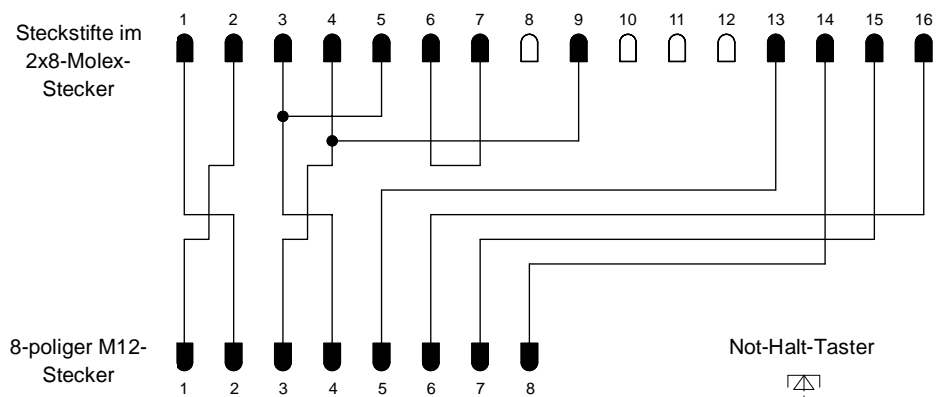 1 2 3 4 5 6 7 8 9 10 11 12 13 14 15 16
Steckstifte im
2x8-Molex-
Stecker
8-poliger M12-
Stecker
1 2 3 4 5 6 7 8
Not-Halt-Taster